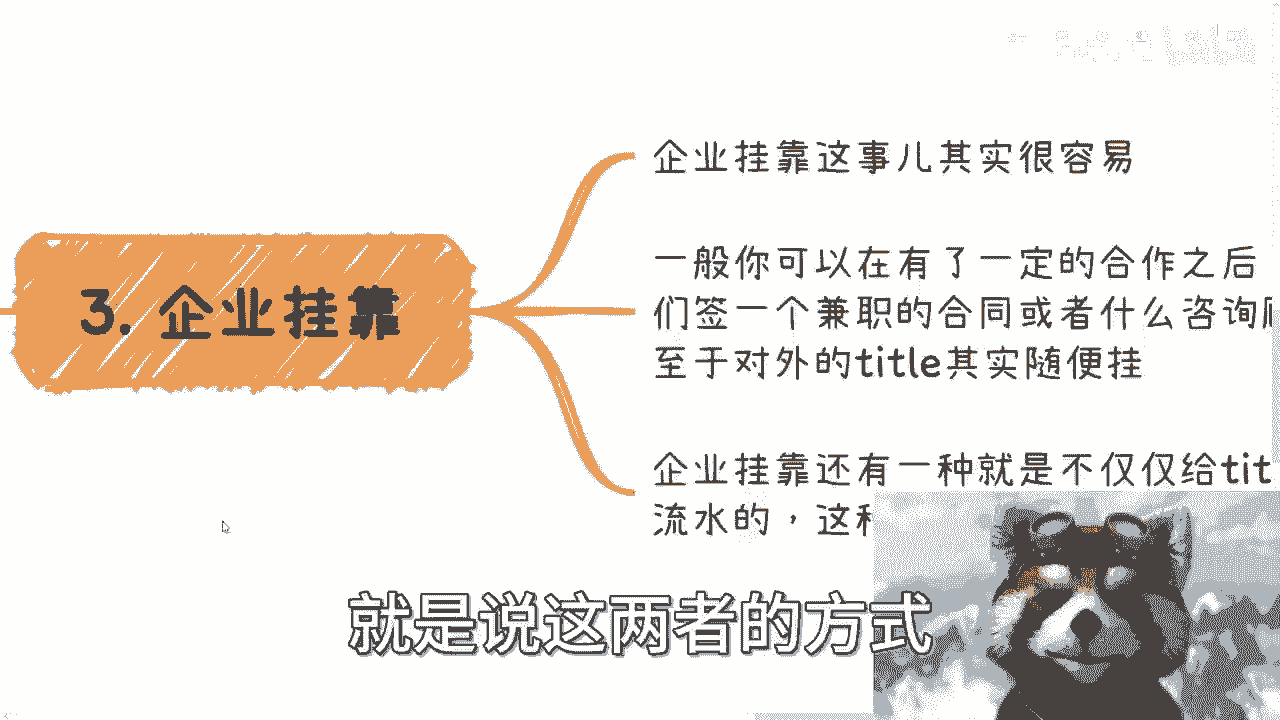 企业挂靠这事儿其实很容易
3. 企业挂靠
一般你可以在有了一定的合作之后
们签一个兼职的合同或者什么咨询
至于对外的title其实随便挂
企业挂靠还有一种就是不仅仅给tit
流水的，这
就是说这两者的方式